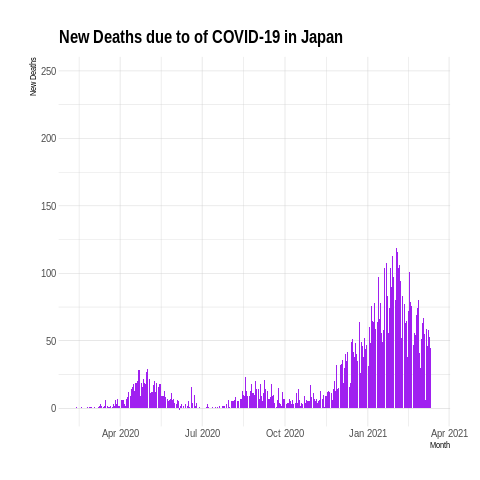 New Deaths due to of COVID-19 in Japan
New Deaths
250
200
150
100
50
0
Apr 2020 Jul 2020 Oct 2020 Jan 2021 Apr 2021
Month